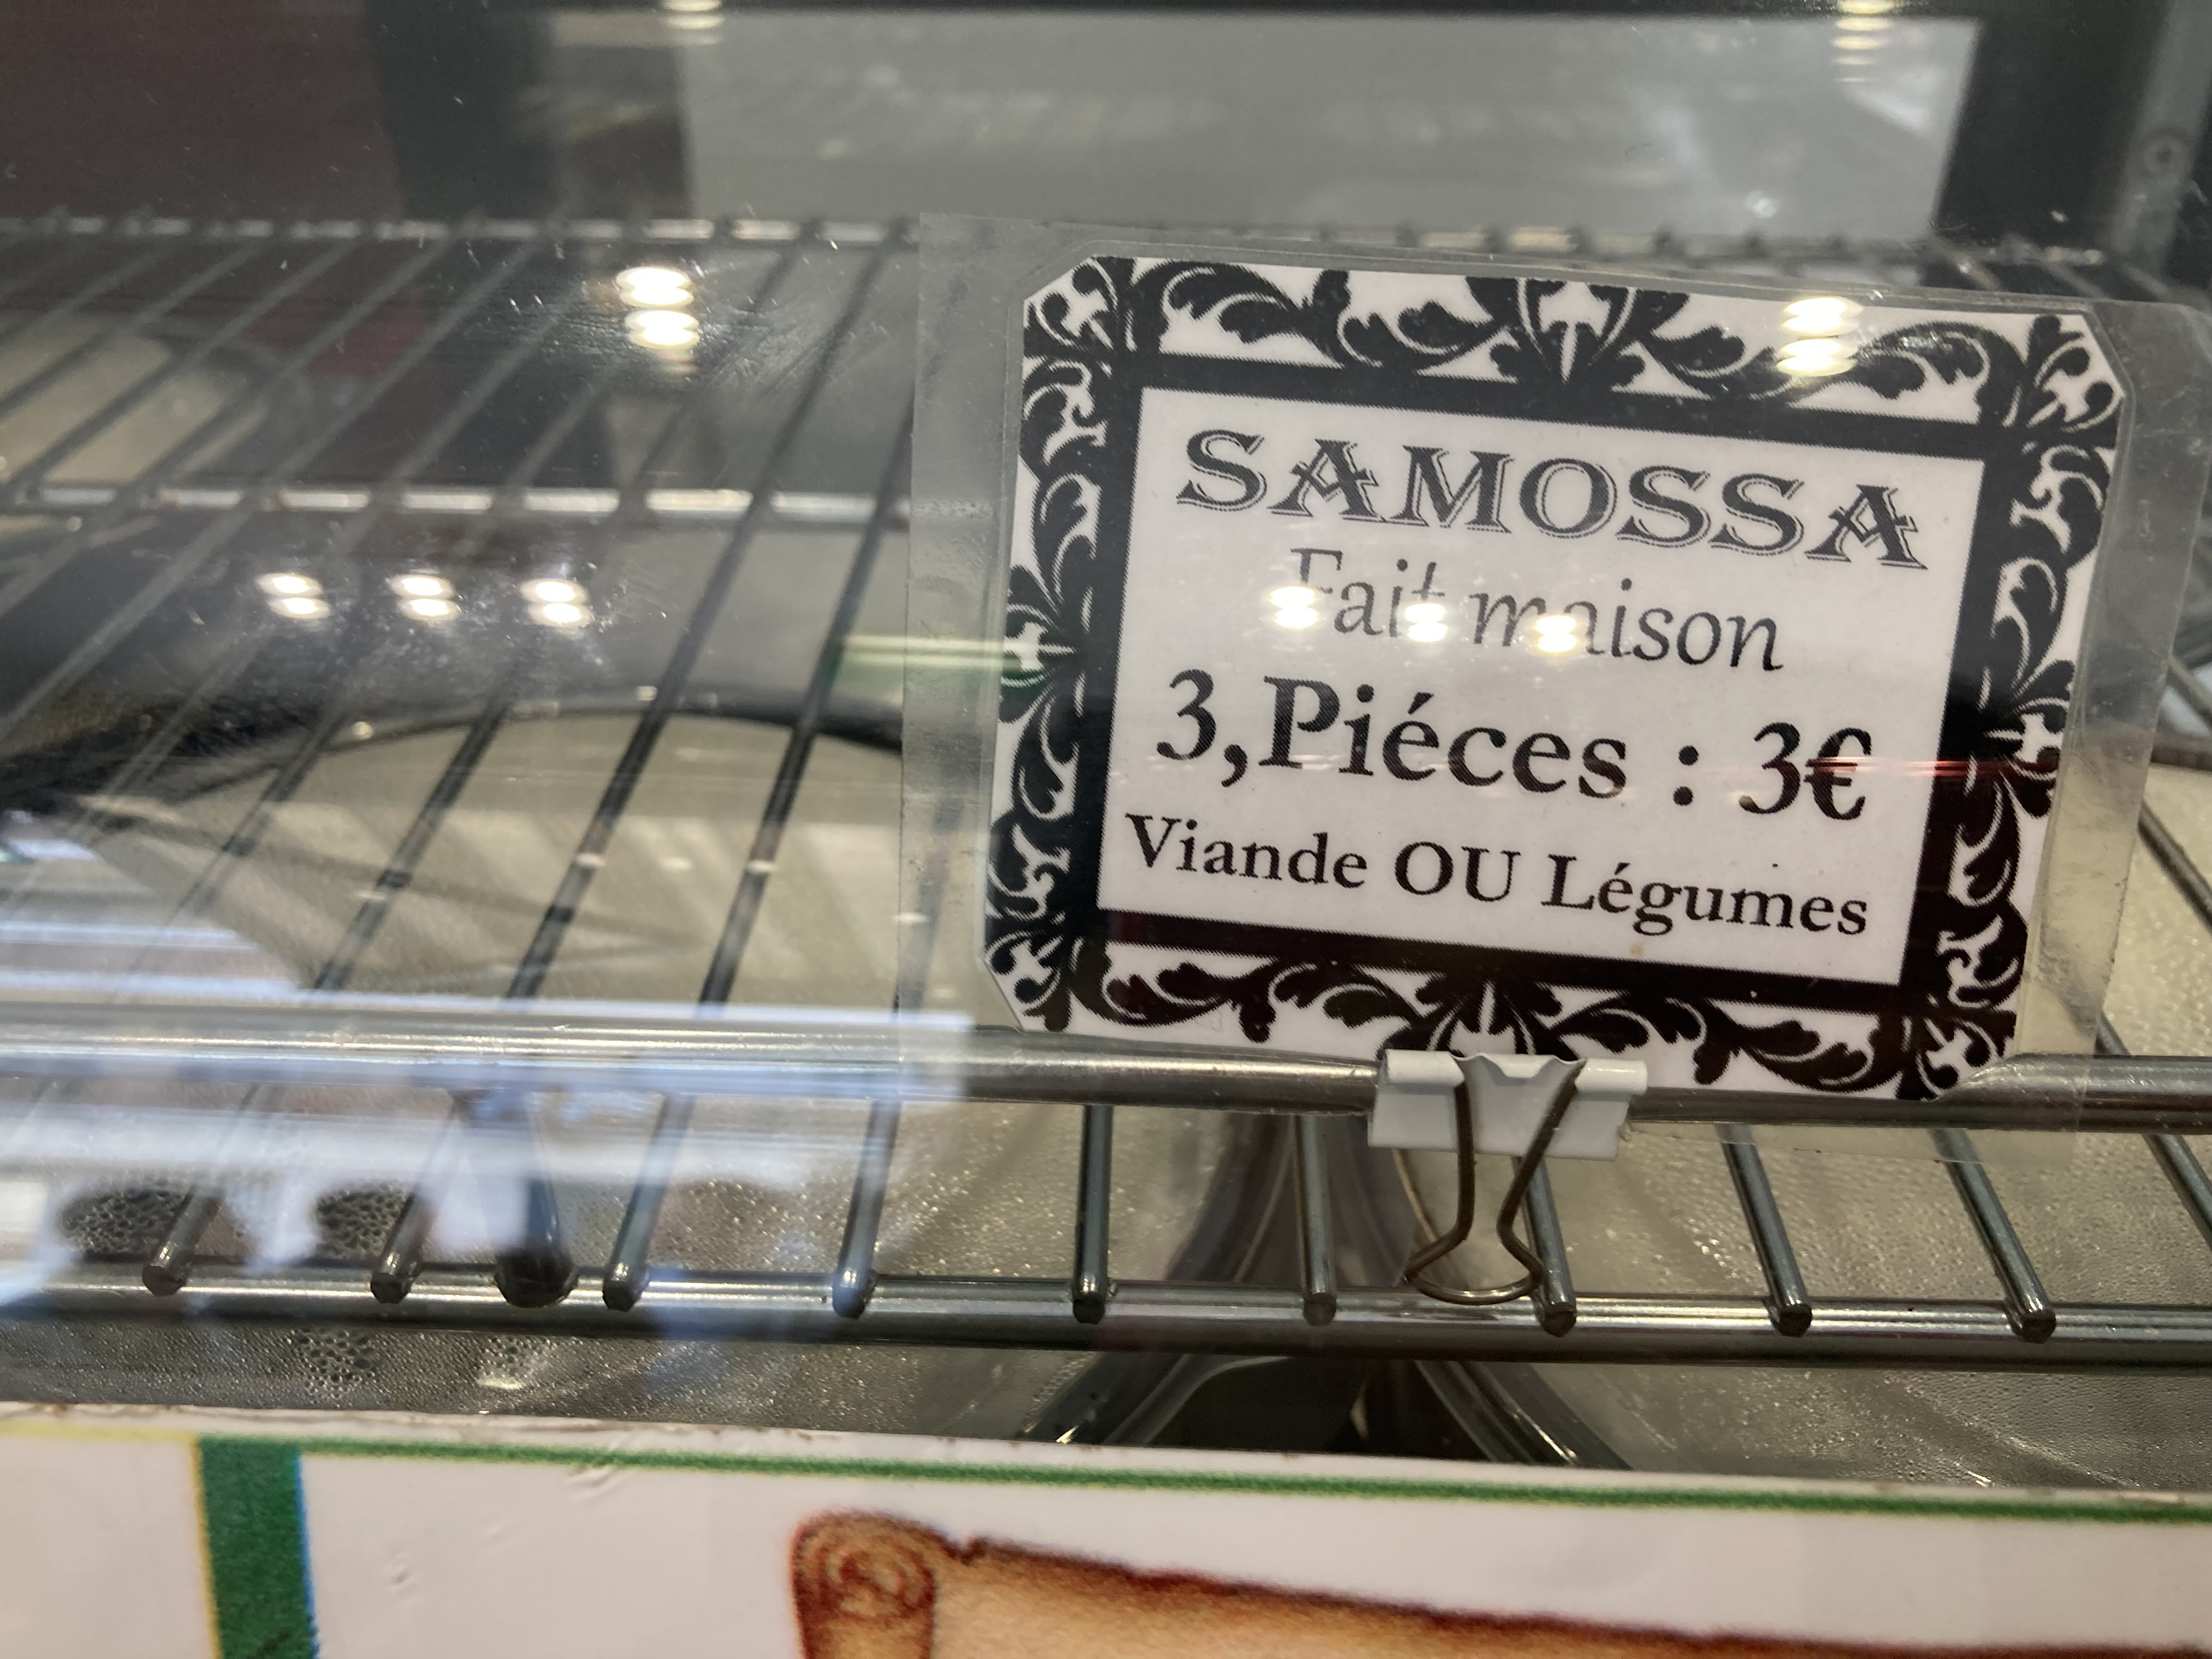 SAMOSSA
Fait maison
3,Piéces : 3€
Viande OU Légumes